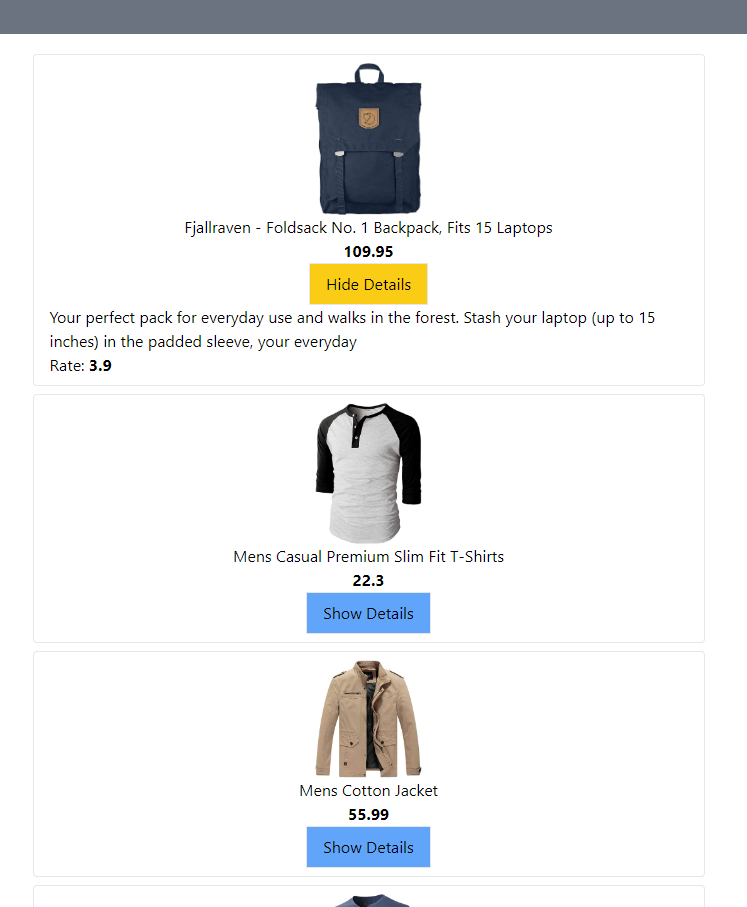 Fjallraven - Foldsack No. 1 Backpack, Fits 15 Laptops
109.95
Hide Details
Your perfect pack for everyday use and walks in the forest. Stash your laptop (up to 15
inches) in the padded sleeve, your everyday
Rate: 3.9
Mens Casual Premium Slim Fit T-Shirts
22.3
Show Details
Mens Cotton Jacket
55.99
Show Details